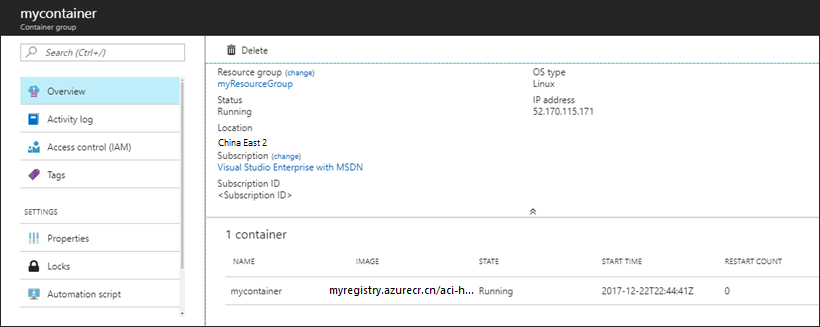 mycontainer
Container group
Search (Ctrl+/)
Overview
Activity log
Access control (IAM)
Tags
SETTINGS
Properties
Locks
Automation script
Delete
Resource group (change)
myResourceGroup
Status
Running
Location
China East 2
Subscription (change)
Visual Studio Enterprise with MSDN
Subscription ID
<Subscription ID>
OS type
Linux
IP address
52.170.115.171
1 container
NAME IMAGE STATE START TIME RESTART COUNT
mycontainer myregistry.azurecr.cn/aci-h... Running 2017-12-22T22:44:41Z 0